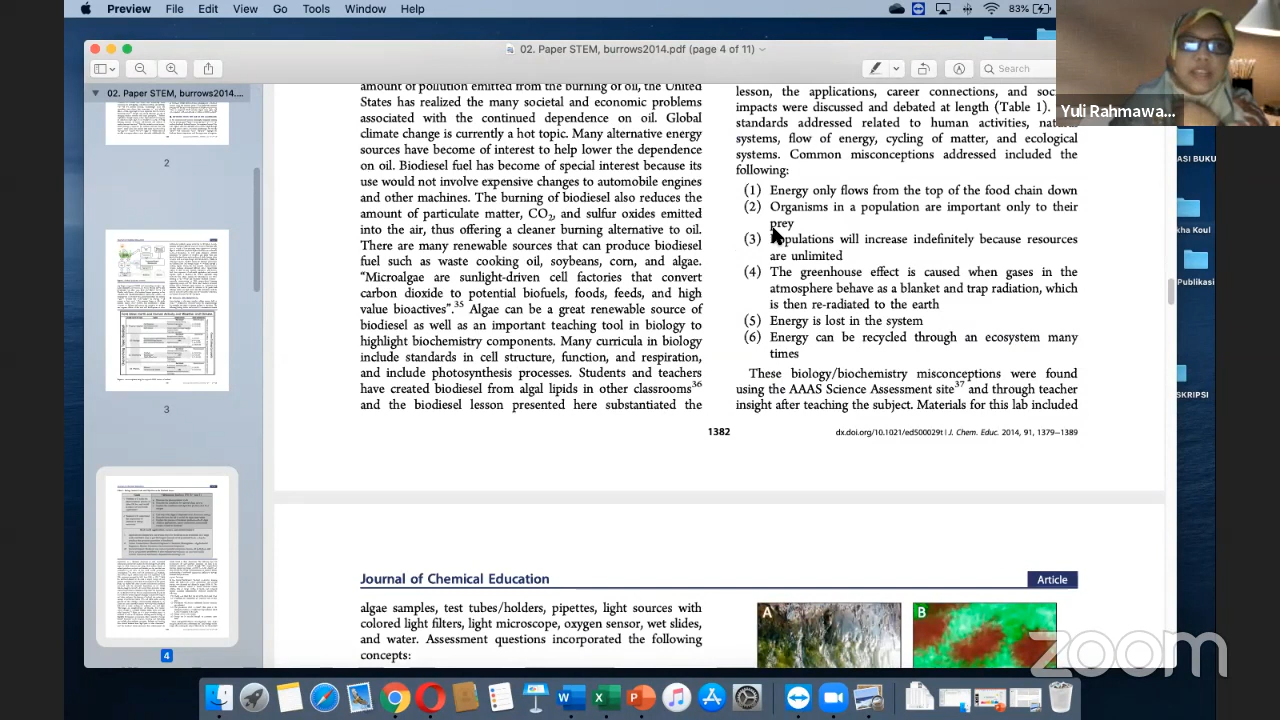 Preview File Edit View Go Tools Window Help 83%
02. Paper STEM, burrows2014.pdf (page 4 of 11)
Search
02. Paper STEM, burrows2014.pdf....
2
3
4
amount of pollution emitted from the burning of oil, the United
States has realized the many societal and economic problems
associated with the continued dependence on oil. Global
climate change is currently a hot topic. Many alternative energy
sources have become of interest to help lower the dependence
on oil. Biodiesel fuel has become of special interest because its
use would not involve expensive changes to automobile engines
and other machines. The burning of biodiesel also reduces the
amount of particulate matter, CO₂, and sulfur oxides emitted
into the air, thus offering a cleaner burning alternative to oil.
There are many renewable sources that can produce biodiesel
fuel such as waste cooking oil, soybeans, corn, and algae.
"Microalgae are sunlight-driven cell factories that convert
carbon dioxide to potential biofuels, foods, feeds, and high
value bioactives".³⁵ Algae can be a great renewable source of
biodiesel as well as an important teaching tool in biology to
highlight biochemistry components. Many curricula in biology
include standards in cell structure, function, and respiration,
and include photosynthesis processes. Students and teachers
have created biodiesel from algal lipids in other classrooms³⁶
and the biodiesel lesson presented here substantiated the
lesson, the applications, career connections, and
impacts were discussed and debated at length (Table 1).
standards addressed related to human activities,
systems, flow of energy, cycling of matter, and ecological
systems. Common misconceptions addressed included the
following:
(1) Energy only flows from the top of the food chain down
(2) Organisms in a population are important only to their
prey
(3) Populations will increase indefinitely because resources
are unlimited
(4) The greenhouse effect is caused when gases in the
atmosphere behave as a blanket and trap radiation, which
is then re-radiated to the earth
(5) Energy is lost in the system
(6) Energy can be recycled through an ecosystem many
times
These biology/biochemistry misconceptions were found
using the AAAS Science Assessment site³⁷ and through teacher
insight after teaching the subject. Materials for this lab included
1382
dx.doi.org/10.1021/ed500029t | J. Chem. Educ. 2014, 91, 1379−1389
Journal of Chemical Education
Article
algae samples, test tubes/holders, pipettes, light sources with
colored light filters, light microscope, oxygen sensor, wet slides,
and water. Assessment questions incorporated the following
concepts:
A
B
Yuli Rahmawa...
ASI BUKU
kha Koul
Publikasi
SKRIPSI
zoom